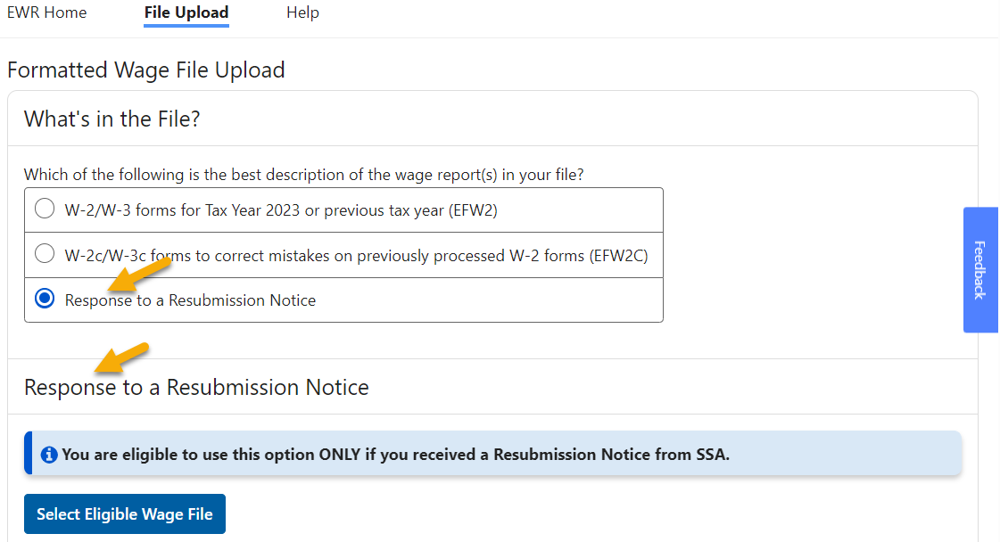 EWR Home
File Upload
Help
Formatted Wage File Upload
What's in the File?
Which of the following is the best description of the wage report(s) in your file?
W-2/W-3 forms for Tax Year 2023 or previous tax year (EFW2)
W-2c/W-3c forms to correct mistakes on previously processed W-2 forms (EFW2C)
Response to a Resubmission Notice
Feedback
Response to a Resubmission Notice
You are eligible to use this option ONLY if you received a Resubmission Notice from SSA.
Select Eligible Wage File